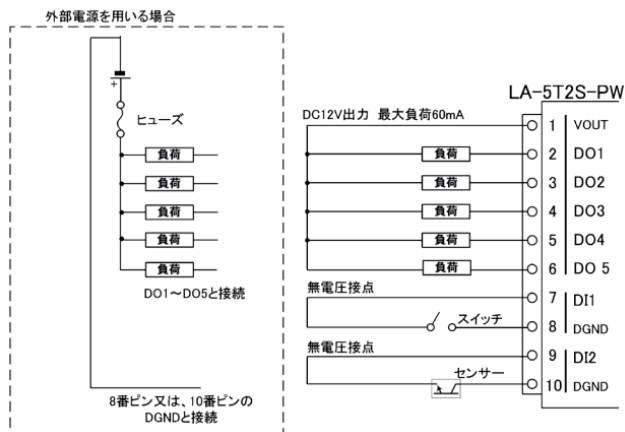 外部電源を用いる場合
+
ヒューズ
負荷
負荷
負荷
負荷
負荷
DO1～DO5と接続
8番ピン又は、10番ピンの
DGNDと接続
LA-5T2S-PW
DC12V出力 最大負荷60mA
1 VOUT
負荷 2 DO1
負荷 3 DO2
負荷 4 DO3
負荷 5 DO4
負荷 6 DO 5
無電圧接点 7 DI1
スイッチ 8 DGND
無電圧接点 9 DI2
センサー 10 DGND